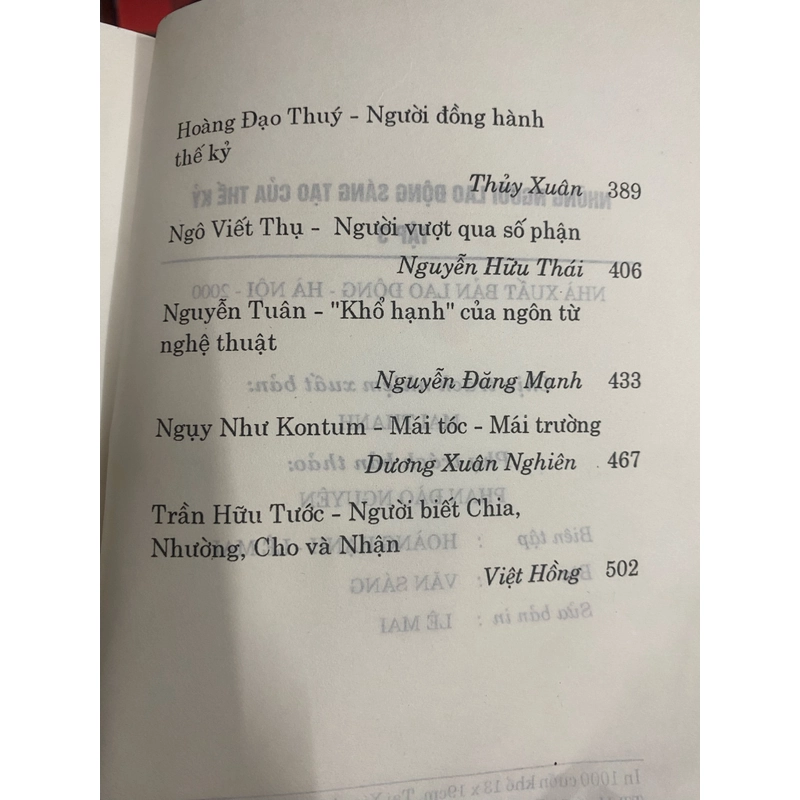 Hoàng Đạo Thuý - Người đồng hành
thế kỷ
Thủy Xuân 389
Ngô Viết Thụ - Người vượt qua số phận
Nguyễn Hữu Thái 406
Nguyễn Tuân - "Khổ hạnh" của ngôn từ
nghệ thuật
Nguyễn Đăng Mạnh 433
Ngụy Như Kontum - Mái tóc - Mái trường
Dương Xuân Nghiên 467
Trần Hữu Tước - Người biết Chia,
Nhường, Cho và Nhận
Việt Hồng 502